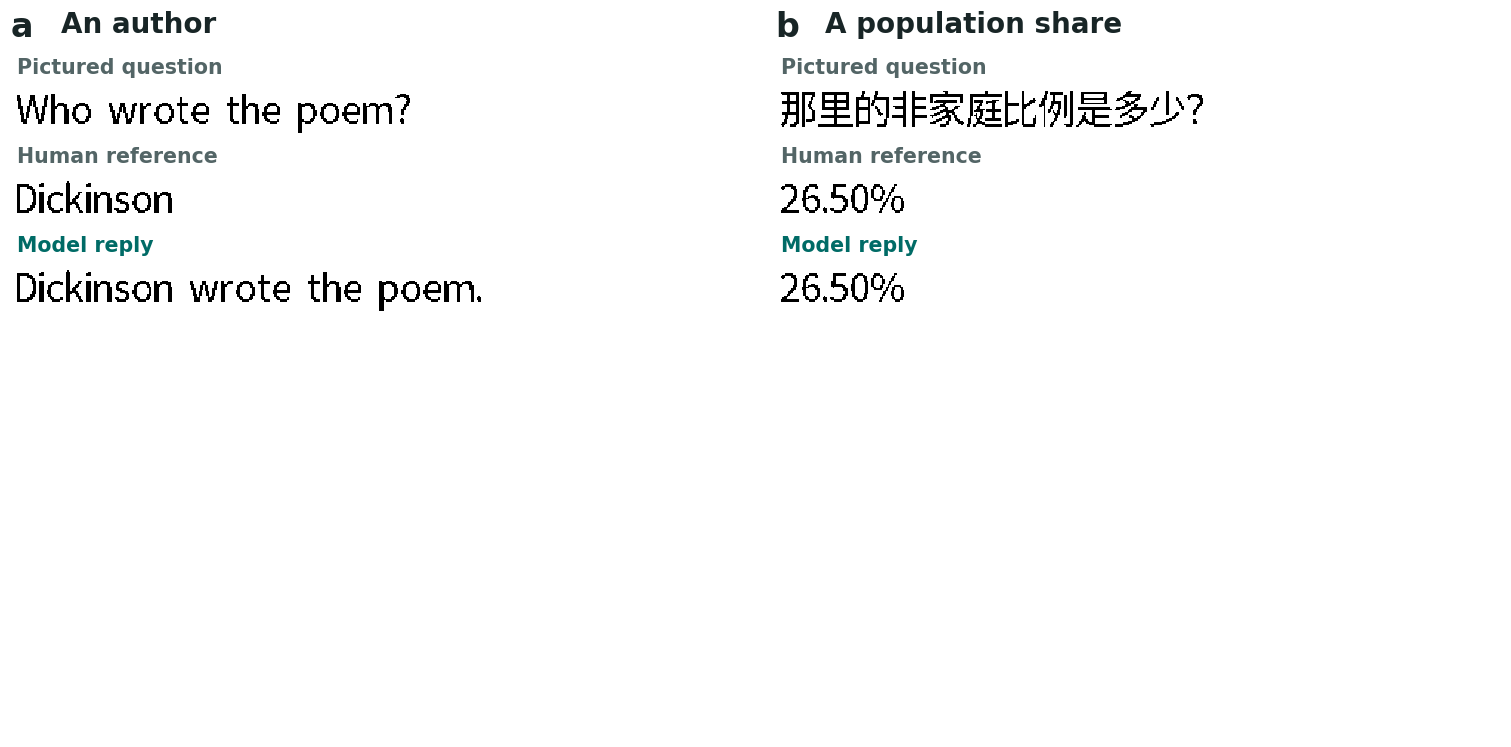 a An author
Pictured question
Who wrote the poem?
Human reference
Dickinson
Model reply
Dickinson wrote the poem.
b A population share
Pictured question
那里的非家庭比例是多少?
Human reference
26.50%
Model reply
26.50%